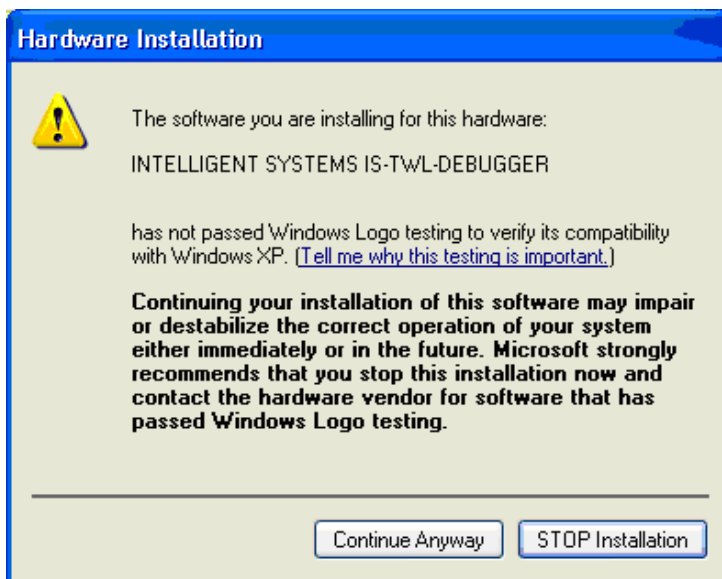 Hardware Installation
The software you are installing for this hardware:
INTELLIGENT SYSTEMS IS-TWL-DEBUGGER
has not passed Windows Logo testing to verify its compatibility
with Windows XP. (Tell me why this testing is important.)
Continuing your installation of this software may impair
or destabilize the correct operation of your system
either immediately or in the future. Microsoft strongly
recommends that you stop this installation now and
contact the hardware vendor for software that has
passed Windows Logo testing.
Continue Anyway
STOP Installation